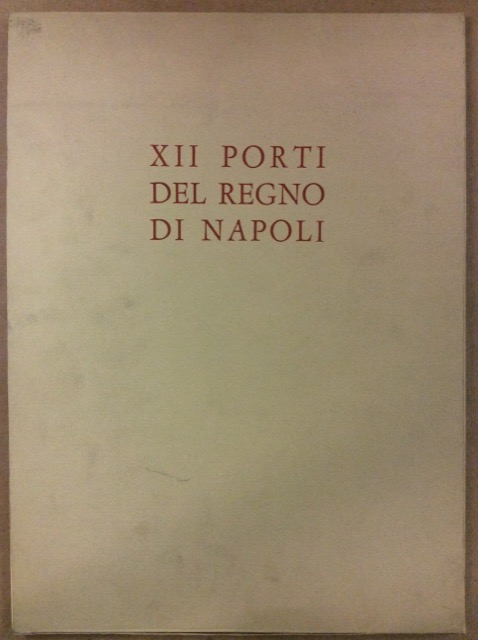 XII PORTI
DEL REGNO
DI NAPOLI